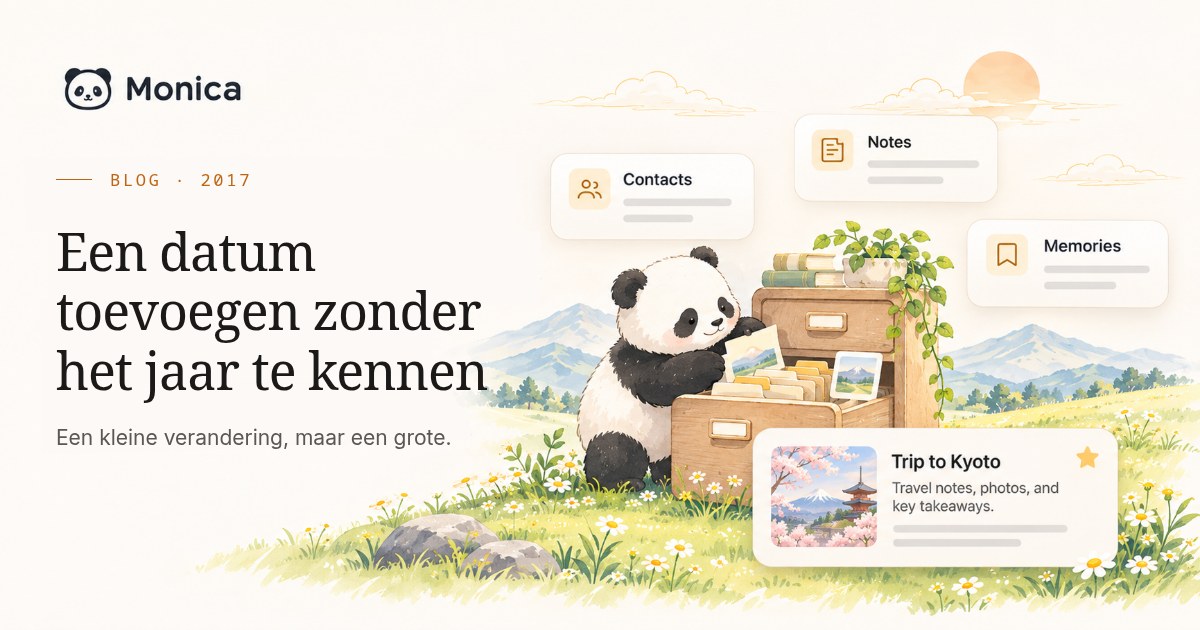 Monica
BLOG · 2017
Een datum
toevoegen zonder
het jaar te kennen
Een kleine verandering, maar een grote.
Contacts
Notes
Memories
Trip to Kyoto
Travel notes, photos, and
key takeaways.